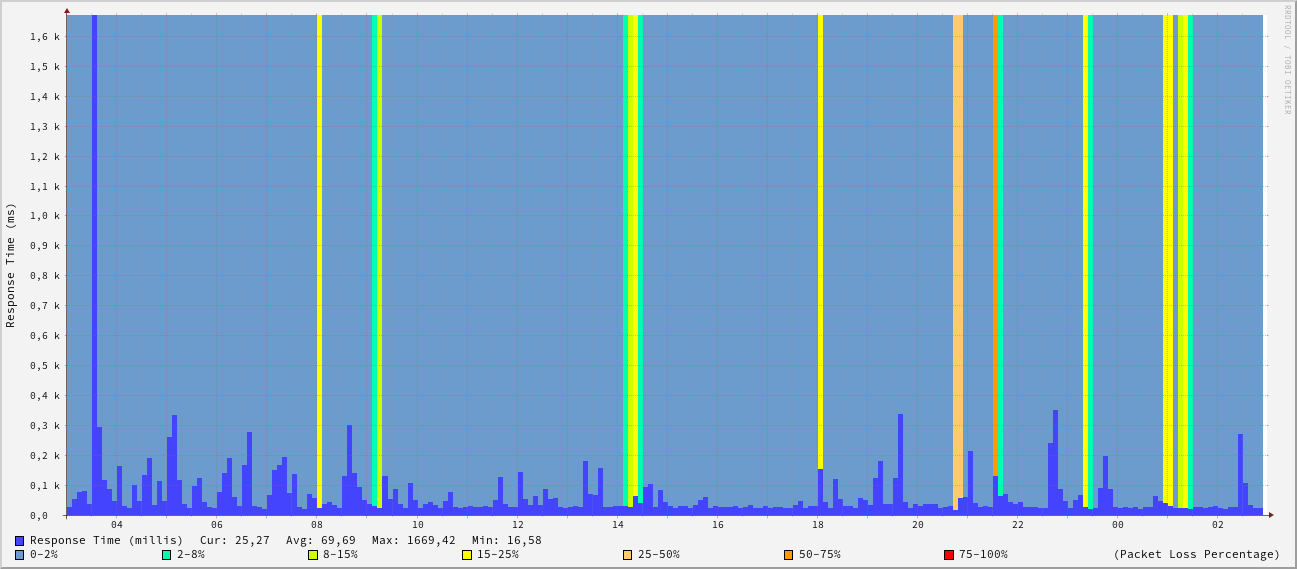 RRDTOOL / TOBI OETIKER
Response Time (ms)
1,6 k
1,5 k
1,4 k
1,3 k
1,2 k
1,1 k
1,0 k
0,9 k
0,8 k
0,7 k
0,6 k
0,5 k
0,4 k
0,3 k
0,2 k
0,1 k
0,0
04 06 08 10 12 14 16 18 20 22 00 02
Response Time (millis) Cur: 25,27 Avg: 69,69 Max: 1669,42 Min: 16,58
0-2% 2-8% 8-15% 15-25% 25-50% 50-75% 75-100% (Packet Loss Percentage)